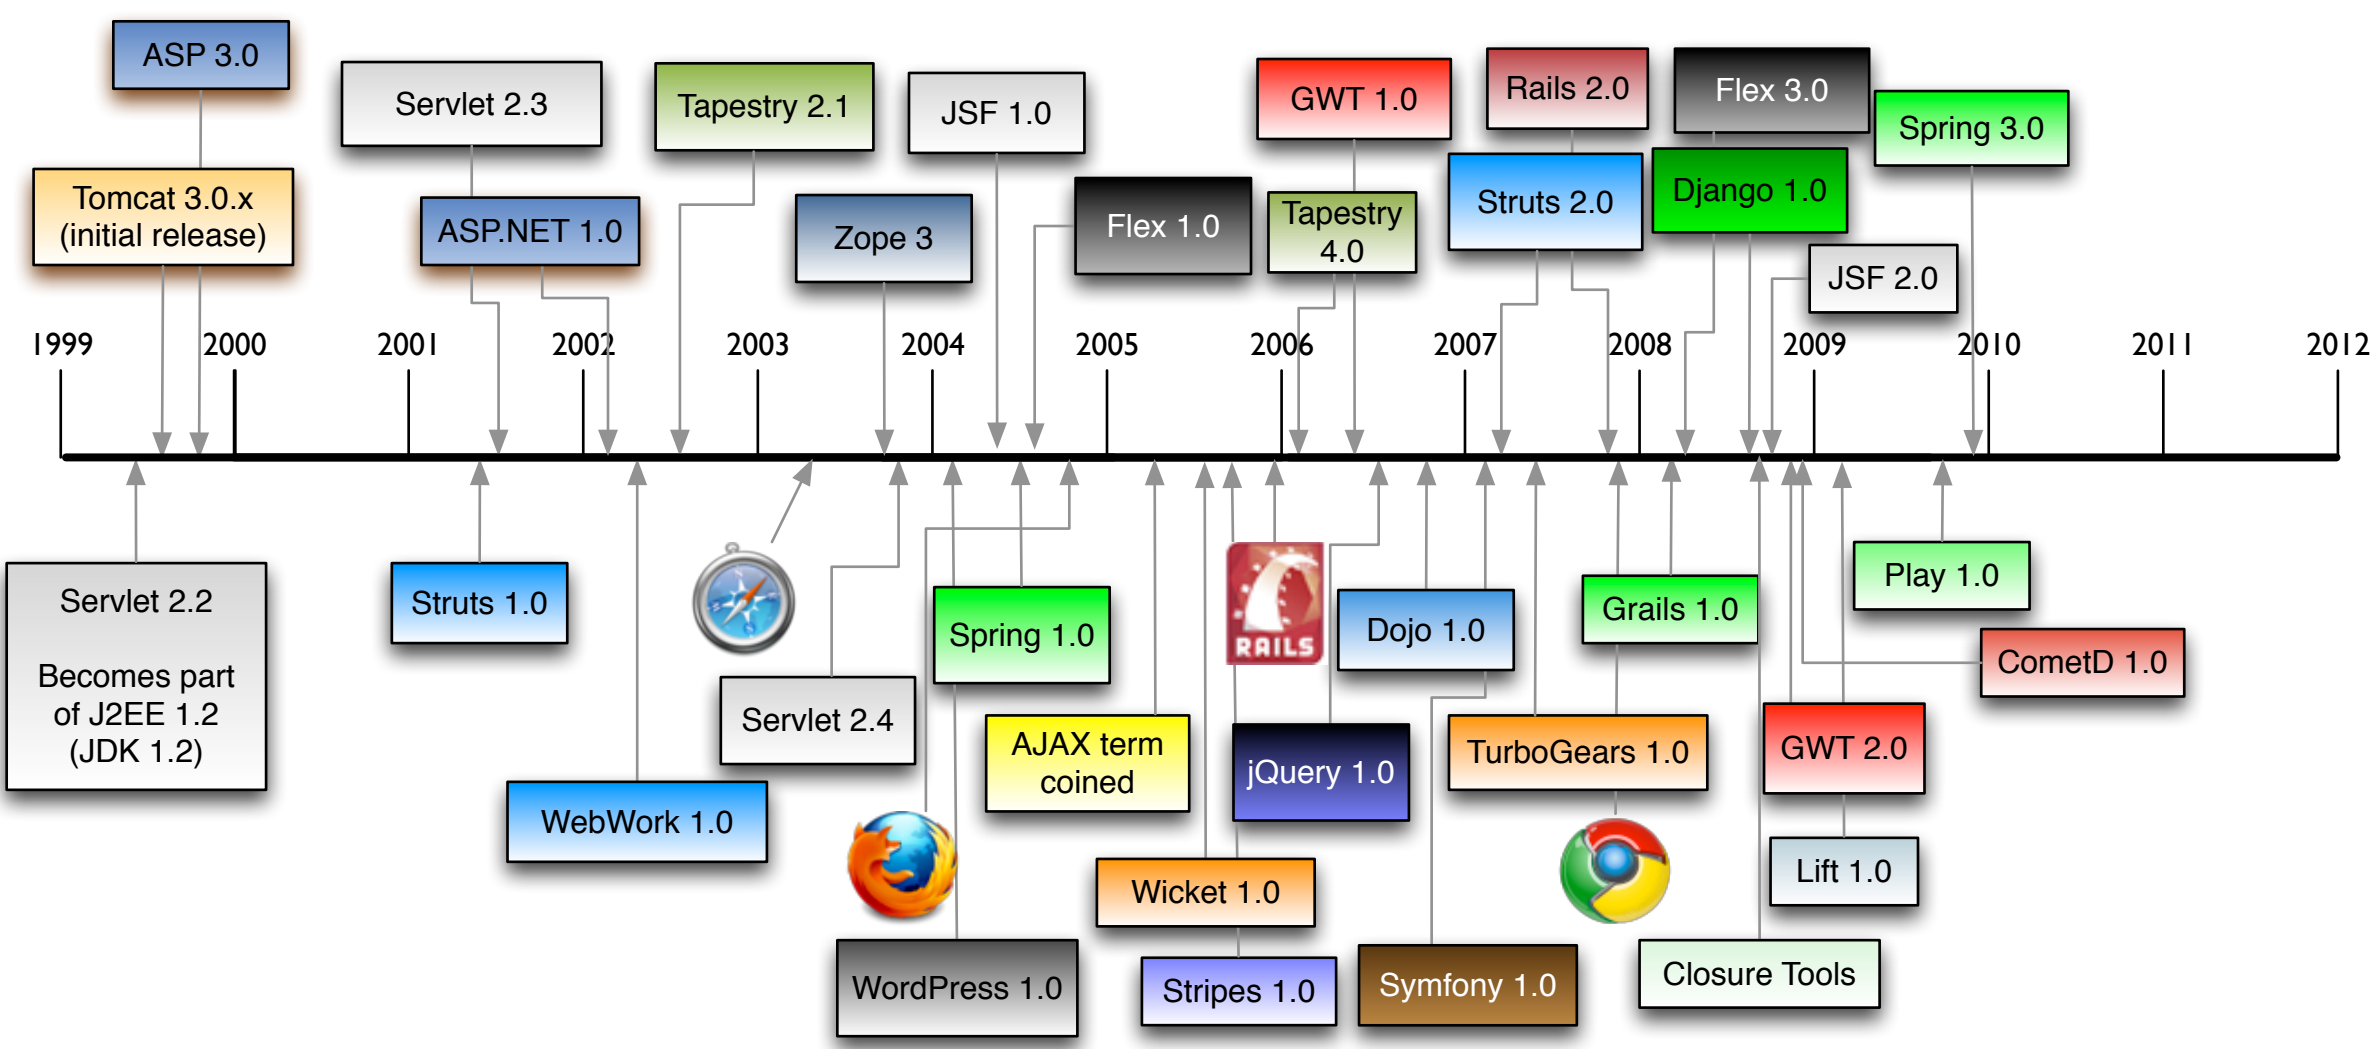 ASP 3.0
Servlet 2.3
Tapestry 2.1
JSF 1.0
GWT 1.0
Rails 2.0
Flex 3.0
Spring 3.0
Tomcat 3.0.x
(initial release)
ASP.NET 1.0
Zope 3
Flex 1.0
Tapestry
4.0
Struts 2.0
Django 1.0
JSF 2.0
1999
2000
2001
2002
2003
2004
2005
2006
2007
2008
2009
2010
2011
2012
Servlet 2.2
Becomes part
of J2EE 1.2
(JDK 1.2)
Struts 1.0
WebWork 1.0
Servlet 2.4
Spring 1.0
AJAX term
coined
WordPress 1.0
RAILS
Dojo 1.0
jQuery 1.0
Wicket 1.0
Stripes 1.0
Symfony 1.0
Grails 1.0
TurboGears 1.0
Play 1.0
CometD 1.0
GWT 2.0
Lift 1.0
Closure Tools